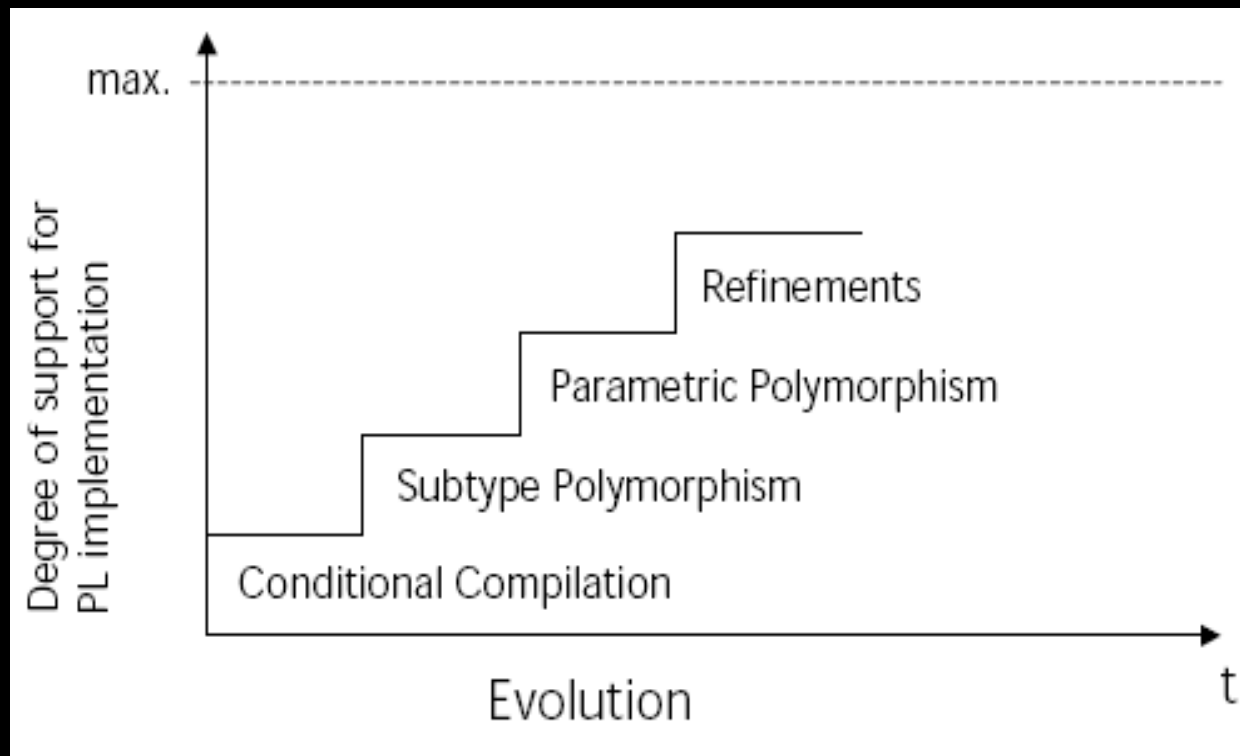 max.
Degree of support for
PL implementation
Refinements
Parametric Polymorphism
Subtype Polymorphism
Conditional Compilation
t
Evolution